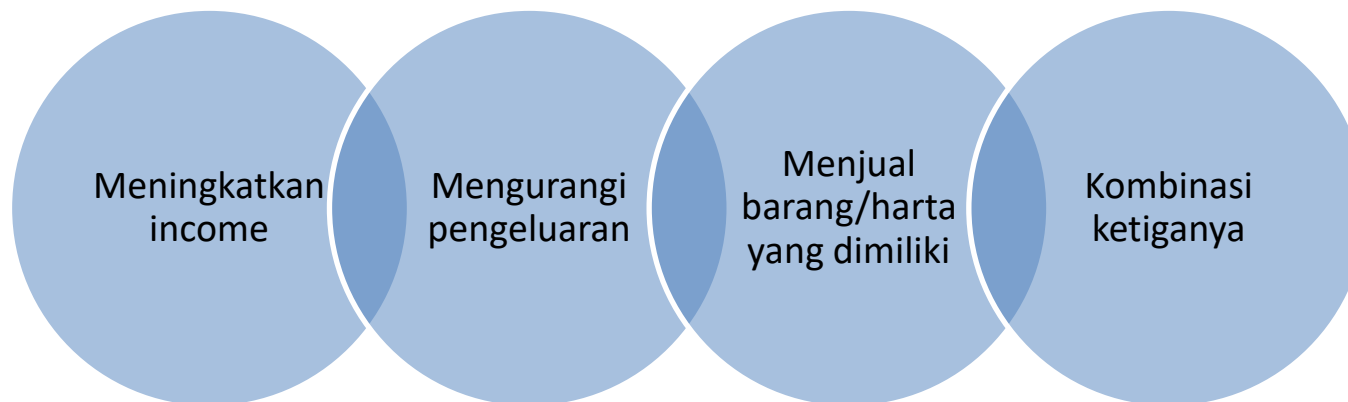 Meningkatkan
income
Mengurangi
pengeluaran
Menjual
barang/harta
yang dimiliki
Kombinasi
ketiganya